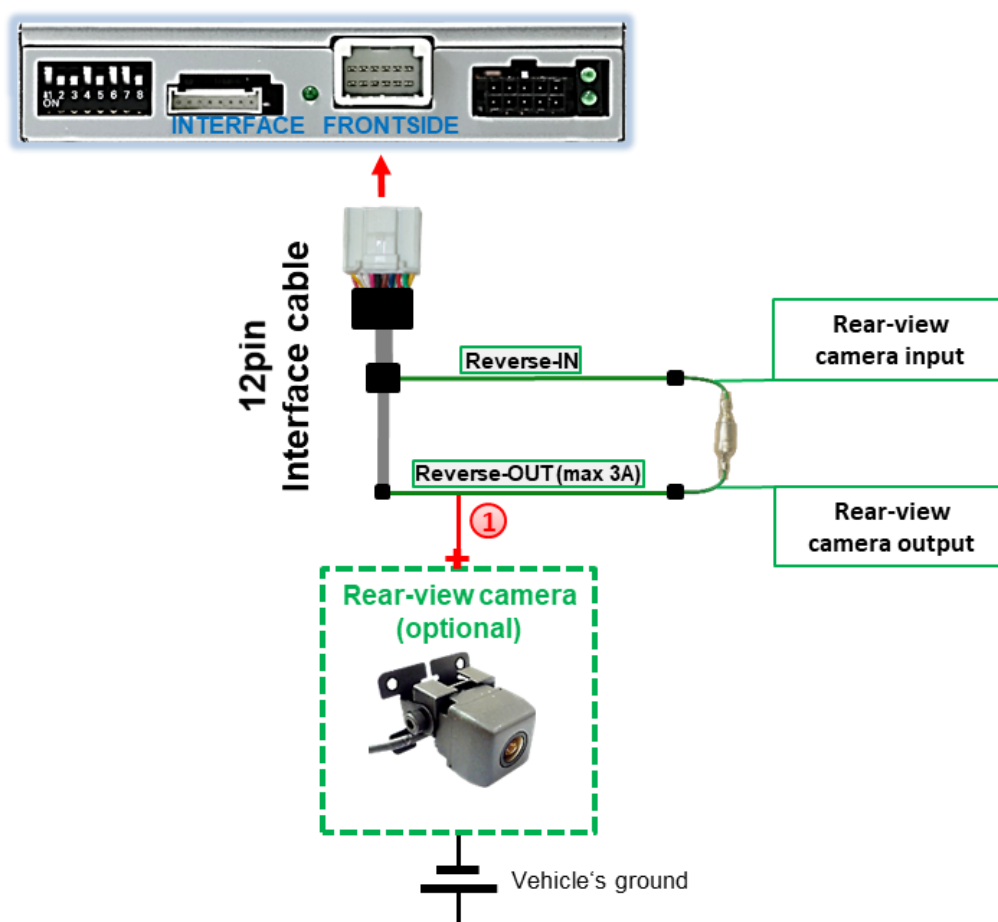 1 2 3 4 5 6 7 8
ON
INTERFACE FRONTSIDE
12pin
Interface cable
Reverse-IN
Rear-view
camera input
Reverse-OUT (max 3A)
Rear-view
camera output
1
+
Rear-view camera
(optional)
Vehicle‘s ground